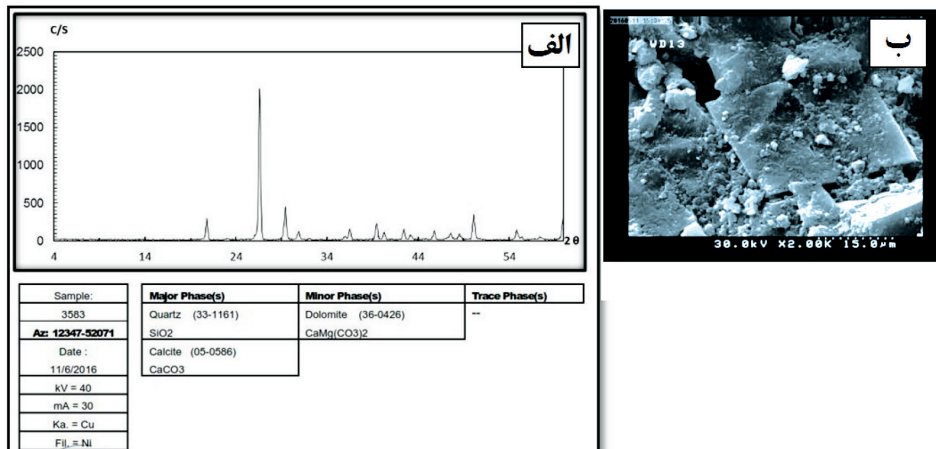 C/S
الف
2500
2000
1500
1000
500
0
4 14 24 34 44 54
2θ
Sample:
3583
Az: 12347-52071
Date :
11/6/2016
kV = 40
mA = 30
Ka. = Cu
Fil. = Ni
Major Phase(s) Minor Phase(s) Trace Phase(s)
Quartz (33-1161) Dolomite (36-0426) --
SiO2 CaMg(CO3)2
Calcite (05-0586)
CaCO3
ب
WD13
30.0kV X2.00K 15.0μm